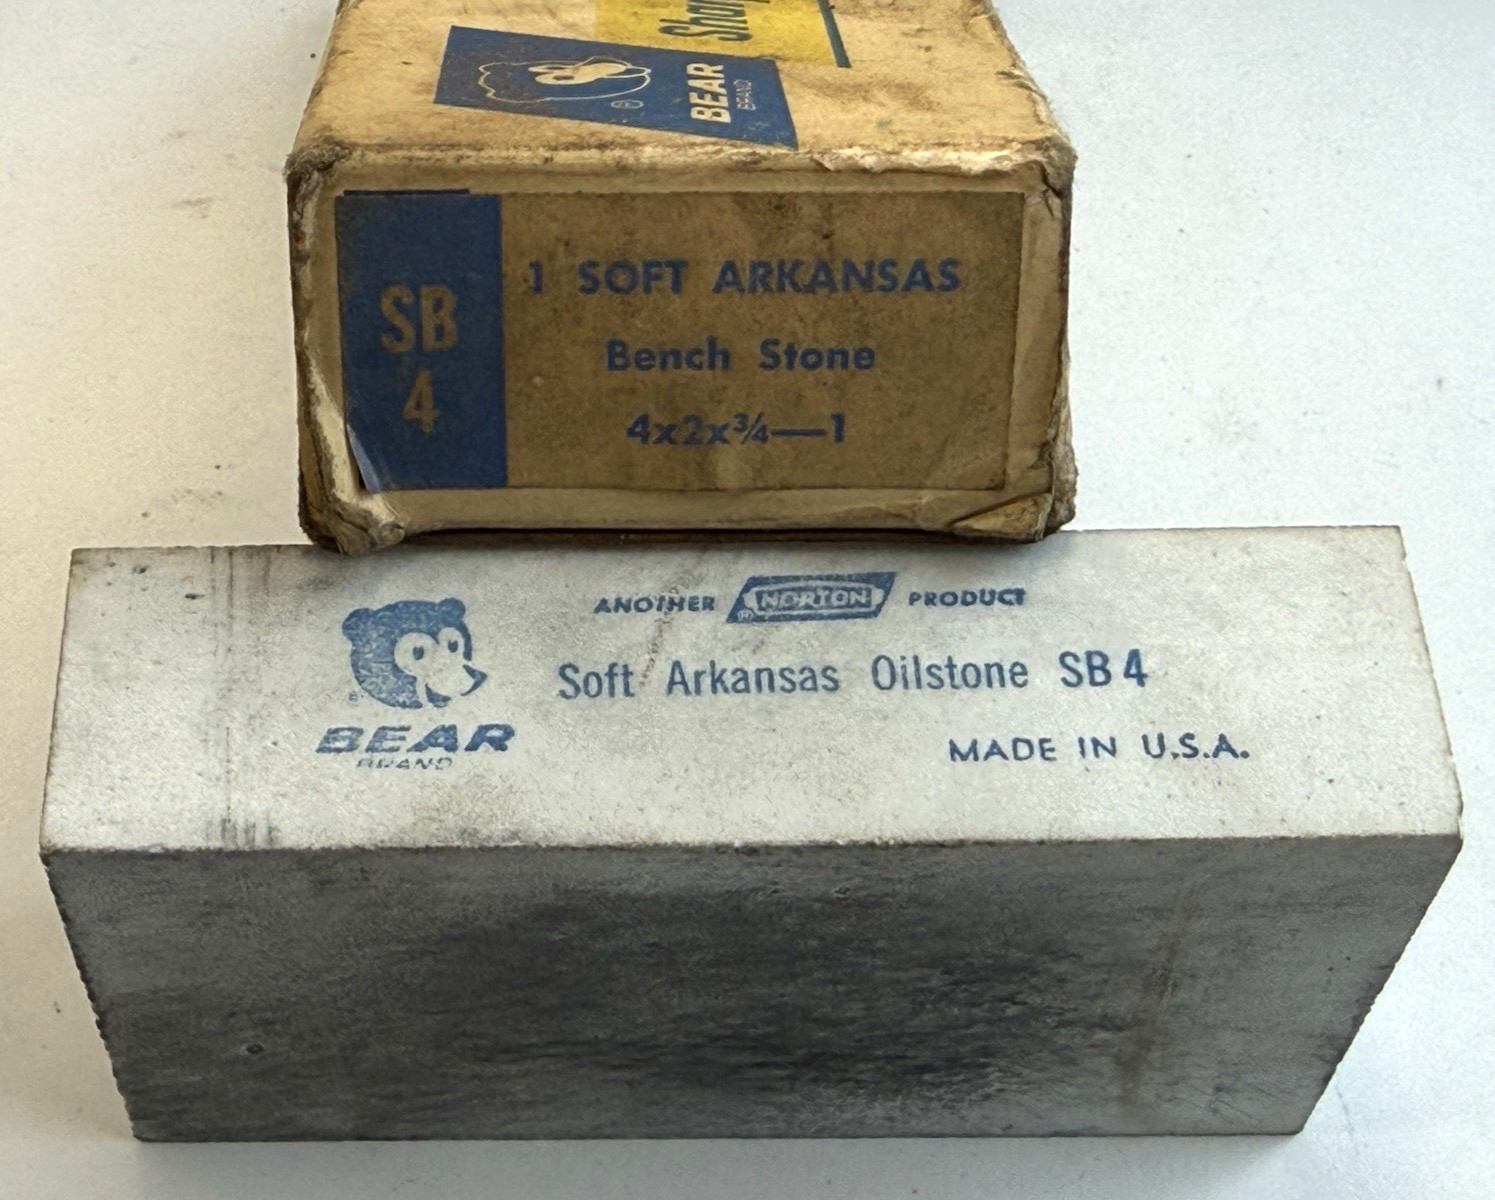 BEAR
BRAND
SB
4
1 SOFT ARKANSAS
Bench Stone
4x2x¾—1
ANOTHER NORTON PRODUCT
Soft Arkansas Oilstone SB4
BEAR
BRAND
MADE IN U.S.A.